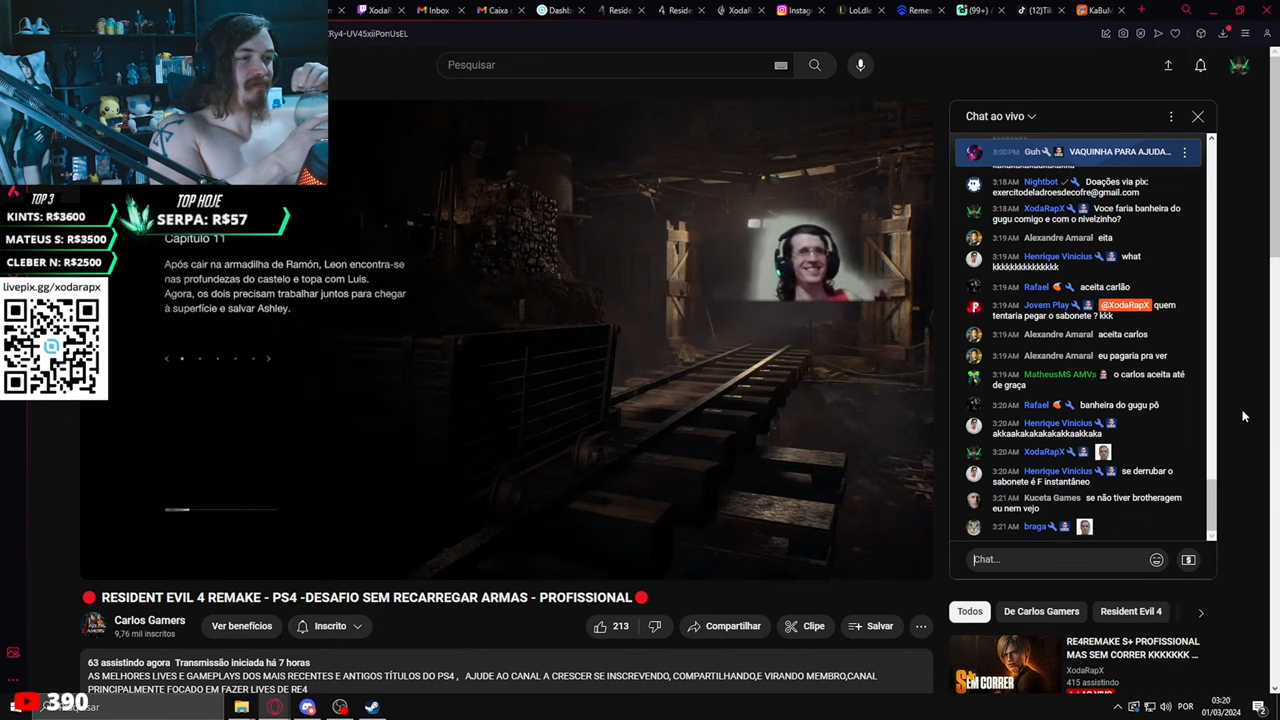 XodaR
Inbox
Caixa c
Dashb
Reside
Reside
XodaR
Instag
LoLdle
Remes
(99+) /
(12)Tik
KaBuM
Ry4-UV45xiiPonUsEL
Pesquisar
TOP 3
KINTS: R$3600
MATEUS S: R$3500
CLEBER N: R$2500
TOP HOJE
SERPA: R$57
livepix.gg/xodarapx
Capítulo 11
Após cair na armadilha de Ramón, Leon encontra-se
nas profundezas do castelo e topa com Luis.
Agora, os dois precisam trabalhar juntos para chegar
à superfície e salvar Ashley.
Chat ao vivo
8:00PM Guh VAQUINHA PARA AJUDA...
3:18AM Nightbot Doações via pix:
exercitodeladroesdecofre@gmail.com
3:18AM XodaRapX Voce faria banheira do
gugu comigo e com o nivelzinho?
3:19AM Alexandre Amaral eita
3:19AM Henrique Vinicius what
kkkkkkkkkkkkkk
3:19AM Rafael aceita carlão
3:19AM Jovem Play @XodaRapX quem
tentaria pegar o sabonete ? kkk
3:19AM Alexandre Amaral aceita carlos
3:19AM Alexandre Amaral eu pagaria pra ver
3:19AM MatheusMS AMVs o carlos aceita até
de graça
3:20AM Rafael banheira do gugu pô
3:20AM Henrique Vinicius
akkaakakakakakkaakkaka
3:20AM XodaRapX
3:20AM Henrique Vinicius se derrubar o
sabonete é F instantâneo
3:21AM Kuceta Games se não tiver brotheragem
eu nem vejo
3:21AM braga
Chat...
RESIDENT EVIL 4 REMAKE - PS4 -DESAFIO SEM RECARREGAR ARMAS - PROFISSIONAL
Carlos Gamers
9,76 mil inscritos
Ver benefícios
Inscrito
213
Compartilhar
Clipe
Salvar
63 assistindo agora Transmissão iniciada há 7 horas
AS MELHORES LIVES E GAMEPLAYS DOS MAIS RECENTES E ANTIGOS TÍTULOS DO PS4 , AJUDE AO CANAL A CRESCER SE INSCREVENDO, COMPARTILHANDO,E VIRANDO MEMBRO,CANAL
PRINCIPALMENTE FOCADO EM FAZER LIVES DE RE4
Todos
De Carlos Gamers
Resident Evil 4
SEM CORRER
RE4REMAKE S+ PROFISSIONAL
MAS SEM CORRER KKKKKKK ...
XodaRapX
415 assistindo
390
POR
03:20
01/03/2024